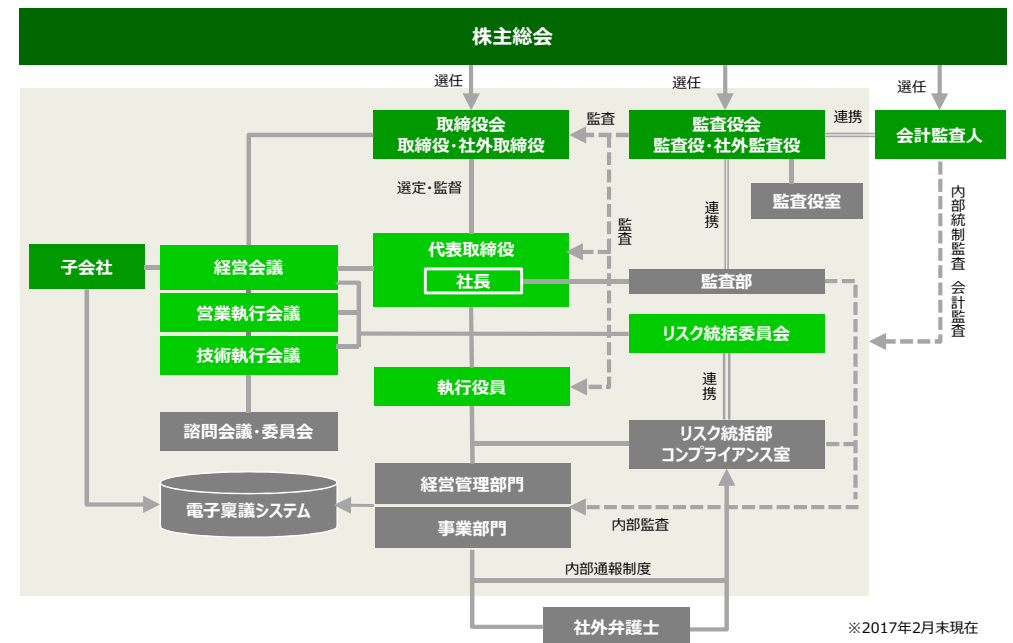 株主総会
選任
選任
選任
取締役会
取締役・社外取締役
監査
監査役会
監査役・社外監査役
連携
会計監査人
選定・監督
監査
連携
監査役室
内部統制監査 会計監査
子会社
経営会議
代表取締役
社長
監査部
営業執行会議
リスク統括委員会
技術執行会議
執行役員
連携
諮問会議・委員会
リスク統括部
コンプライアンス室
経営管理部門
電子稟議システム
事業部門
内部監査
内部通報制度
社外弁護士
※2017年2月末現在